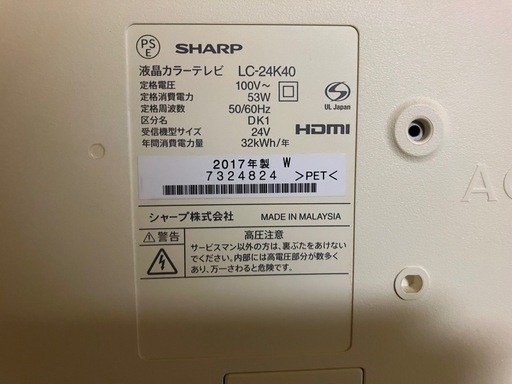 PS
E
SHARP
液晶カラーテレビ LC-24K40
定格電圧 100V~
定格消費電力 53W
定格周波数 50/60Hz
区分名 DK1
受信機型サイズ 24V
年間消費電力量 32kWh/年
UL Japan
HDMI
2017年製 W
7324824 >PET<
シャープ株式会社 MADE IN MALAYSIA
警告
高圧注意
サービスマン以外の方は、裏ぶたをあけないで
ください。内部には高電圧部分が数多く
あり、万一さわると危険です。